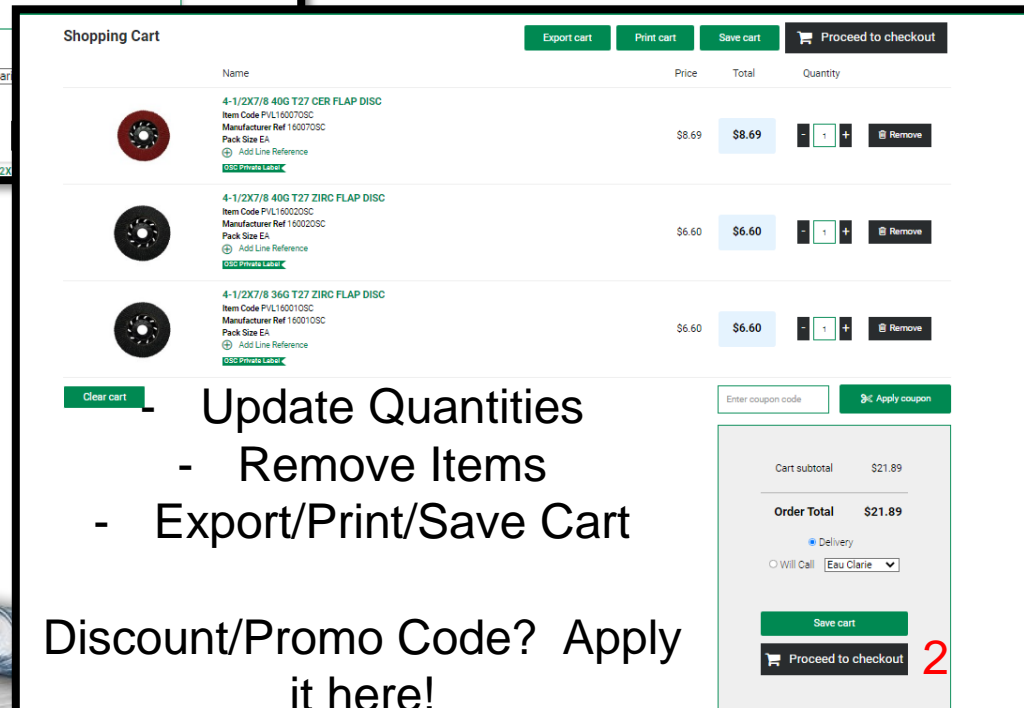 Shopping Cart
Export cart
Print cart
Save cart
Proceed to checkout
Name
Price
Total
Quantity
4-1/2X7/8 40G T27 CER FLAP DISC
Item Code PVL16007OSC
Manufacturer Ref 16007OSC
Pack Size EA
Add Line Reference
OSC Private Label
$8.69
$8.69
- 1 +
Remove
4-1/2X7/8 40G T27 ZIRC FLAP DISC
Item Code PVL16002OSC
Manufacturer Ref 16002OSC
Pack Size EA
Add Line Reference
OSC Private Label
$6.60
$6.60
- 1 +
Remove
4-1/2X7/8 36G T27 ZIRC FLAP DISC
Item Code PVL16001OSC
Manufacturer Ref 16001OSC
Pack Size EA
Add Line Reference
OSC Private Label
$6.60
$6.60
- 1 +
Remove
Clear cart
- Update Quantities
- Remove Items
- Export/Print/Save Cart
Discount/Promo Code? Apply
it here!
Enter coupon code
Apply coupon
Cart subtotal $21.89
Order Total $21.89
Delivery
Will Call Eau Clarie
Save cart
Proceed to checkout
2